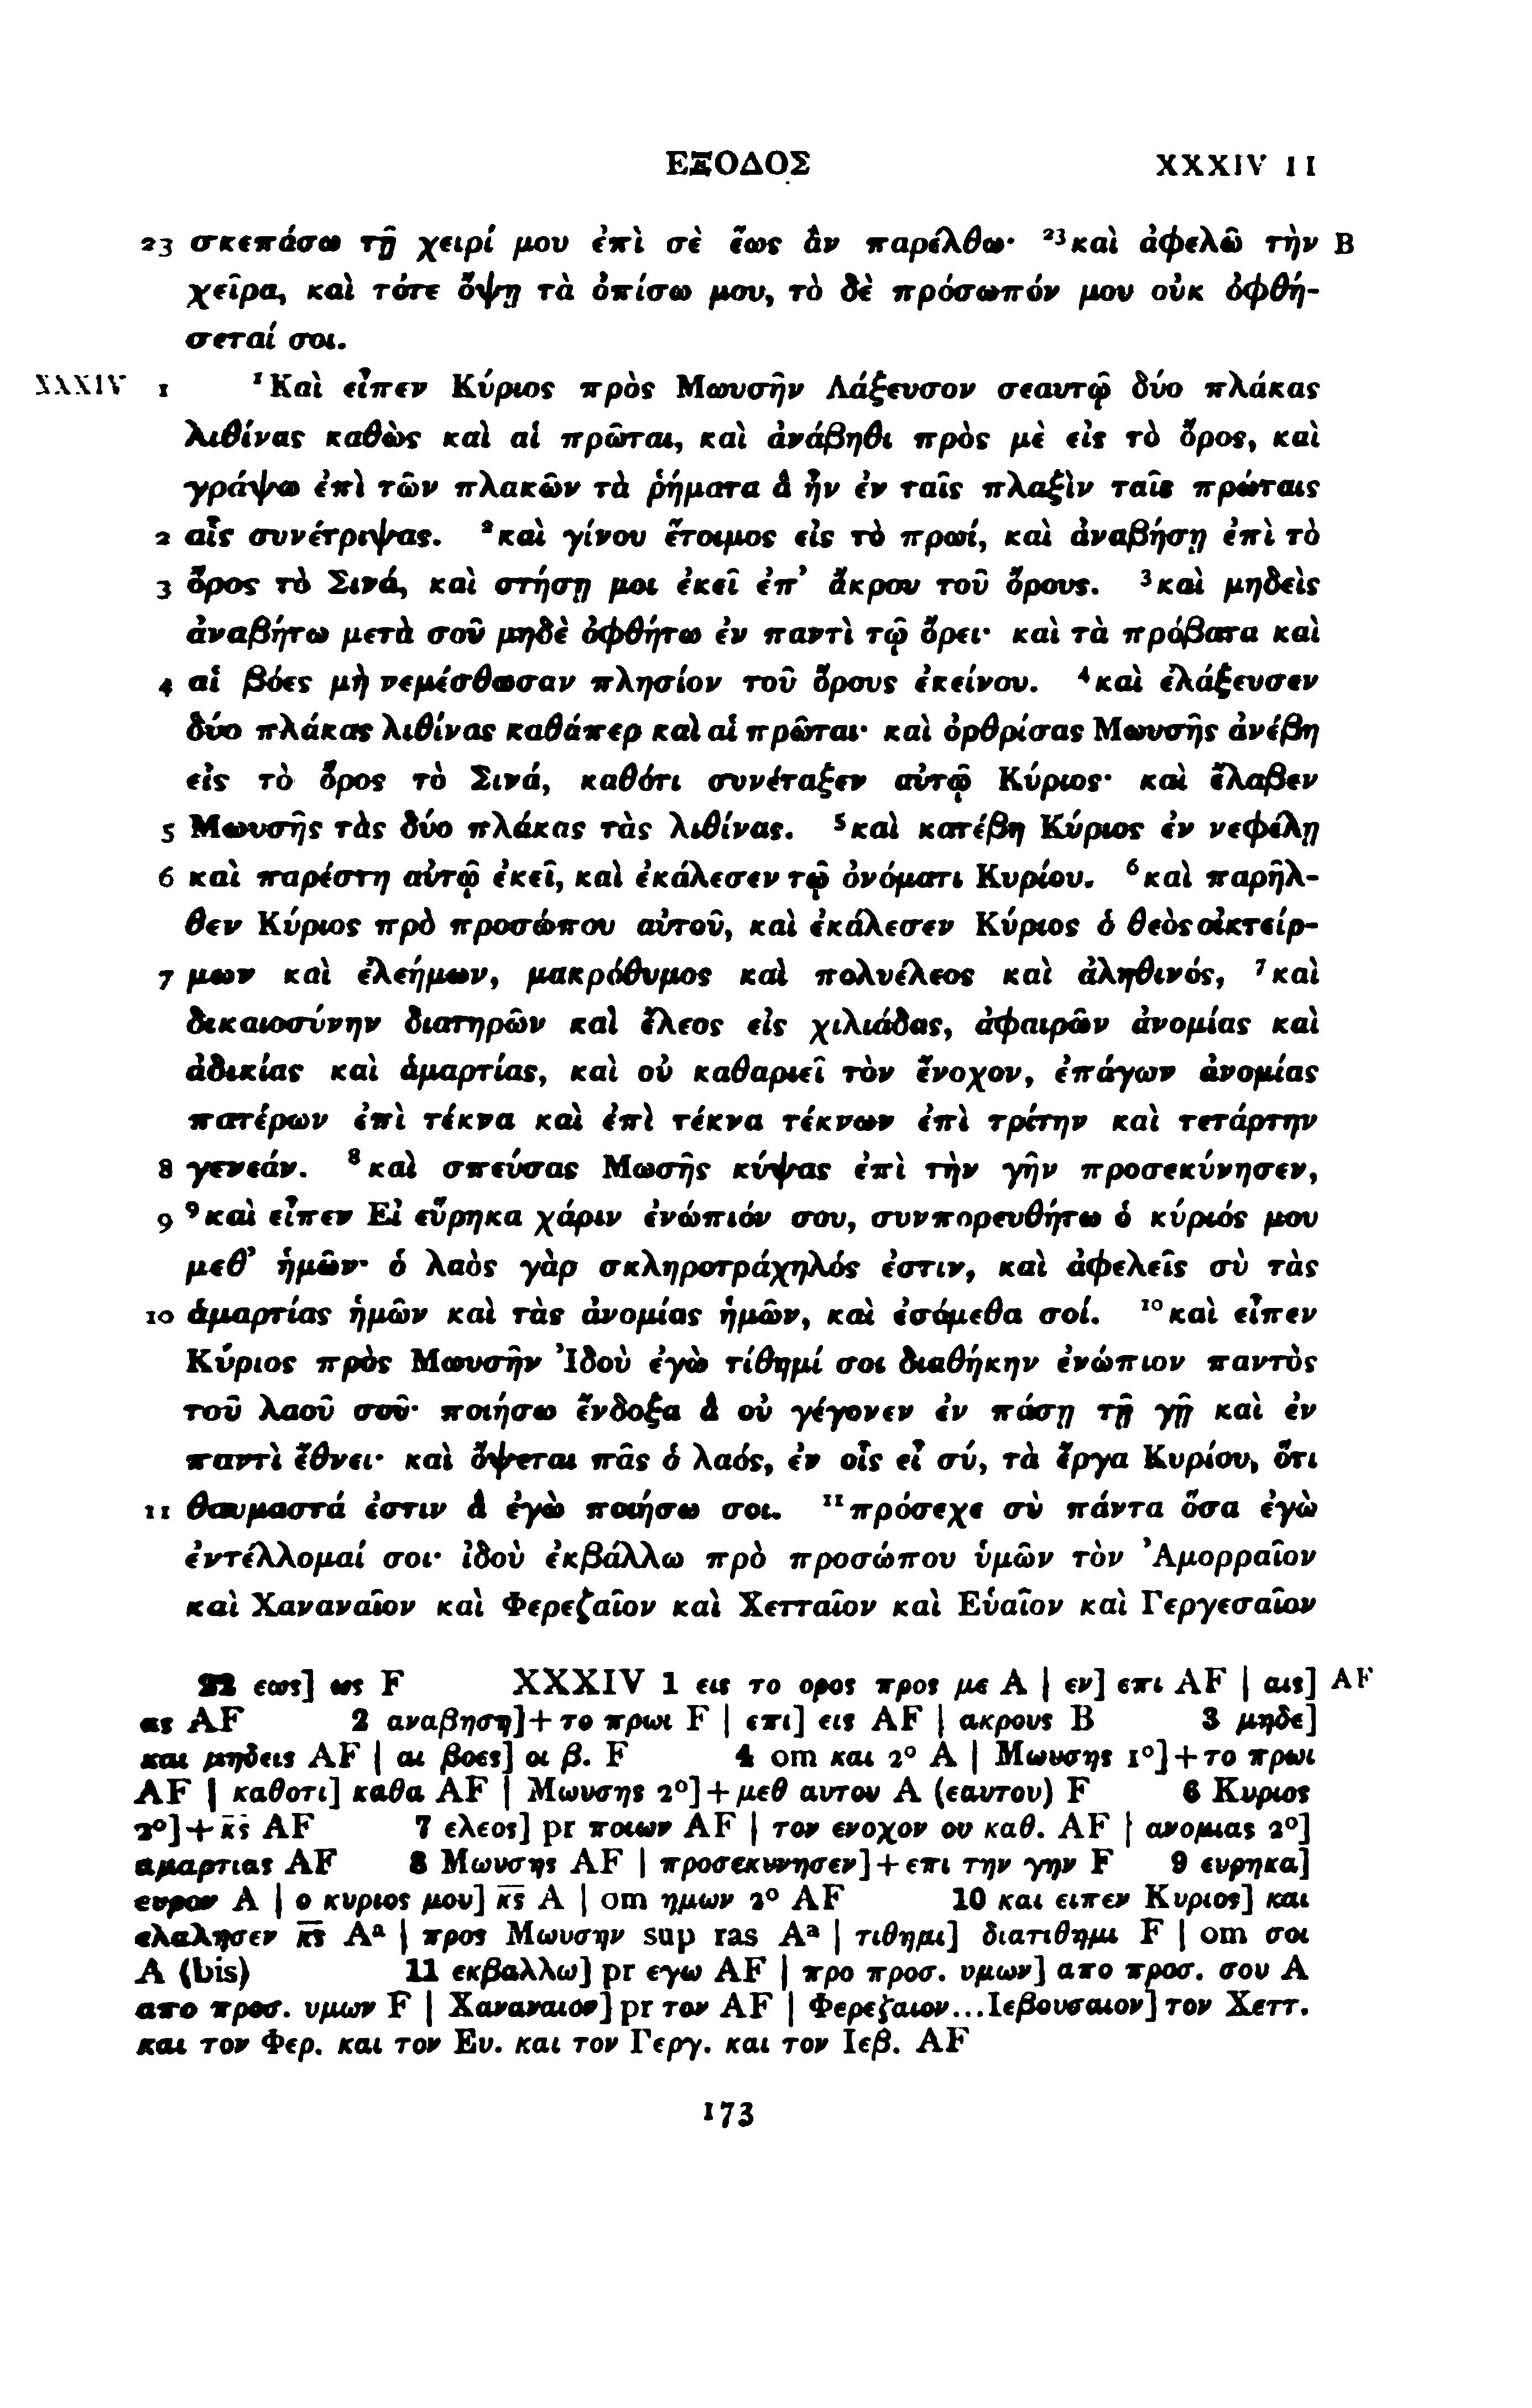 ΕΞΟΔΟΣ XXXIV 11
23 σκεπάσω τῇ χειρί μου ἐπὶ σὲ ἕως ἂν παρέλθω· ²³καὶ ἀφελῶ τὴν B
χεῖρα, καὶ τότε ὄψῃ τὰ ὀπίσω μου, τὸ δὲ πρόσωπόν μου οὐκ ὀφθή-
σεταί σοι.
XXXIV 1 ¹Καὶ εἶπεν Κύριος πρὸς Μωυσῆν Λάξευσον σεαυτῷ δύο πλάκας
λιθίνας καθὼς καὶ αἱ πρῶται, καὶ ἀνάβηθι πρὸς μὲ εἰς τὸ ὄρος, καὶ
γράψω ἐπὶ τῶν πλακῶν τὰ ῥήματα ἃ ἦν ἐν ταῖς πλαξὶν ταῖς πρώταις
2 αἷς συνέτριψας. ²καὶ γίνου ἕτοιμος εἰς τὸ πρωί, καὶ ἀναβήσῃ ἐπὶ τὸ
3 ὄρος τὸ Σινά, καὶ στήσῃ μοι ἐκεῖ ἐπ’ ἄκρου τοῦ ὄρους. ³καὶ μηδεὶς
ἀναβήτω μετὰ σοῦ μηδὲ ὀφθήτω ἐν παντὶ τῷ ὄρει· καὶ τὰ πρόβατα καὶ
4 αἱ βόες μὴ νεμέσθωσαν πλησίον τοῦ ὄρους ἐκείνου. ⁴καὶ ἐλάξευσεν
δύο πλάκας λιθίνας καθάπερ καὶ αἱ πρῶται· καὶ ὀρθρίσας Μωυσῆς ἀνέβη
εἰς τὸ ὄρος τὸ Σινά, καθότι συνέταξεν αὐτῷ Κύριος· καὶ ἔλαβεν
5 Μωυσῆς τὰς δύο πλάκας τὰς λιθίνας. ⁵καὶ κατέβη Κύριος ἐν νεφέλῃ
6 καὶ παρέστη αὐτῷ ἐκεῖ, καὶ ἐκάλεσεν τῷ ὀνόματι Κυρίου. ⁶καὶ παρῆλ-
θεν Κύριος πρὸ προσώπου αὐτοῦ, καὶ ἐκάλεσεν Κύριος ὁ θεὸς οἰκτείρ-
7 μων καὶ ἐλεήμων, μακρόθυμος καὶ πολυέλεος καὶ ἀληθινός, ⁷καὶ
δικαιοσύνην διατηρῶν καὶ ἔλεος εἰς χιλιάδας, ἀφαιρῶν ἀνομίας καὶ
ἀδικίας καὶ ἁμαρτίας, καὶ οὐ καθαριεῖ τὸν ἔνοχον, ἐπάγων ἀνομίας
πατέρων ἐπὶ τέκνα καὶ ἐπὶ τέκνα τέκνων ἐπὶ τρίτην καὶ τετάρτην
8 γενεάν. ⁸καὶ σπεύσας Μωσῆς κύψας ἐπὶ τὴν γῆν προσεκύνησεν,
9 ⁹καὶ εἶπεν Εἰ εὕρηκα χάριν ἐνώπιόν σου, συνπορευθήτω ὁ κύριός μου
μεθ’ ἡμῶν· ὁ λαὸς γὰρ σκληροτράχηλός ἐστιν, καὶ ἀφελεῖς σὺ τὰς
10 ἁμαρτίας ἡμῶν καὶ τὰς ἀνομίας ἡμῶν, καὶ ἐσόμεθα σοί. ¹⁰καὶ εἶπεν
Κύριος πρὸς Μωυσῆν Ἰδοὺ ἐγὼ τίθημί σοι διαθήκην ἐνώπιον παντὸς
τοῦ λαοῦ σοῦ· ποιήσω ἔνδοξα ἃ οὐ γέγονεν ἐν πάσῃ τῇ γῇ καὶ ἐν
παντὶ ἔθνει· καὶ ὄψεται πᾶς ὁ λαός, ἐν οἷς εἶ σύ, τὰ ἔργα Κυρίου, ὅτι
11 θαυμαστά ἐστιν ἃ ἐγὼ ποιήσω σοι. ¹¹πρόσεχε σὺ πάντα ὅσα ἐγὼ
ἐντέλλομαί σοι· ἰδοὺ ἐκβάλλω πρὸ προσώπου ὑμῶν τὸν Ἀμορραῖον
καὶ Χαναναῖον καὶ Φερεζαῖον καὶ Χετταῖον καὶ Εὑαῖον καὶ Γεργεσαῖον
22 εως] ως F XXXIV 1 εις το ορος προς με A | εν] επι AF | αις] AF
ας AF 2 αναβηση]+το πρωι F | επι] εις AF | ακρους B 3 μηδε]
και μηδεις AF | αι βοες] οι β. F 4 om και 2° A | Μωυσης 1°]+το πρωι
AF | καθοτι] καθα AF | Μωυσης 2°]+μεθ αυτου A (εαυτου) F 6 Κυριος
2°]+κ̅ς̅ AF 7 ελεος] pr ποιων AF | τον ενοχον ου καθ. AF | ανομιας 2°]
αμαρτιας AF 8 Μωυσης AF | προσεκυνησεν]+επι την γην F 9 ευρηκα]
ευρον A | ο κυριος μου] κ̅ς̅ A | om ημων 2° AF 10 και ειπεν Κυριος] και
ελαλησεν κ̅ς̅ Aᵃ | προς Μωυσην sup ras Aᵃ | τιθημι] διατιθημι F | om σοι
A (bis) 11 εκβαλλω] pr εγω AF | προ προσ. υμων] απο προσ. σου A
απο προσ. υμων F | Χαναναιον] pr τον AF | Φερεζαιον...Ιεβουσαιον] τον Χεττ.
και τον Φερ. και τον Ευ. και τον Γεργ. και τον Ιεβ. AF
173